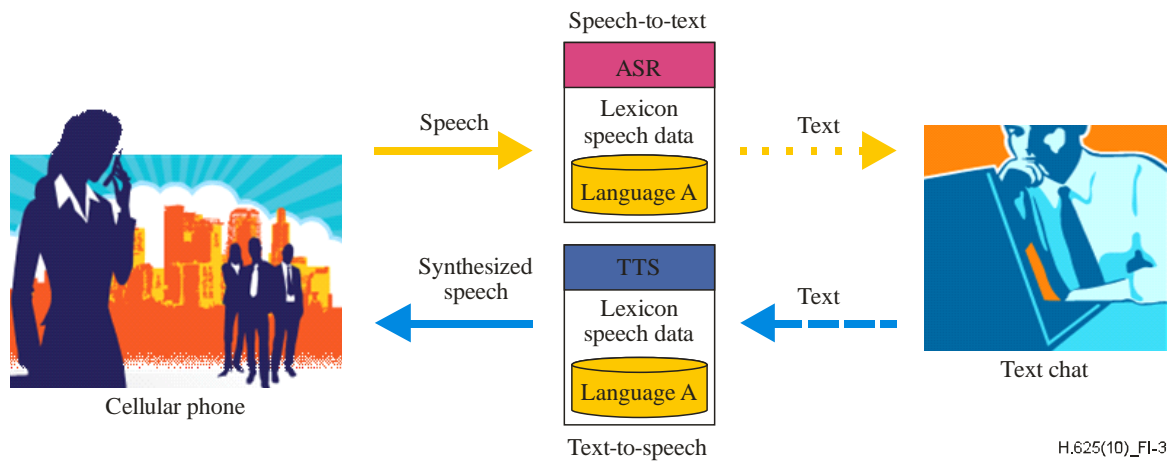 Speech-to-text
ASR
Lexicon
speech data
Language A
Speech
Text
Synthesized
speech
TTS
Lexicon
speech data
Language A
Text
Cellular phone
Text-to-speech
Text chat
H.625(10)_FI-3